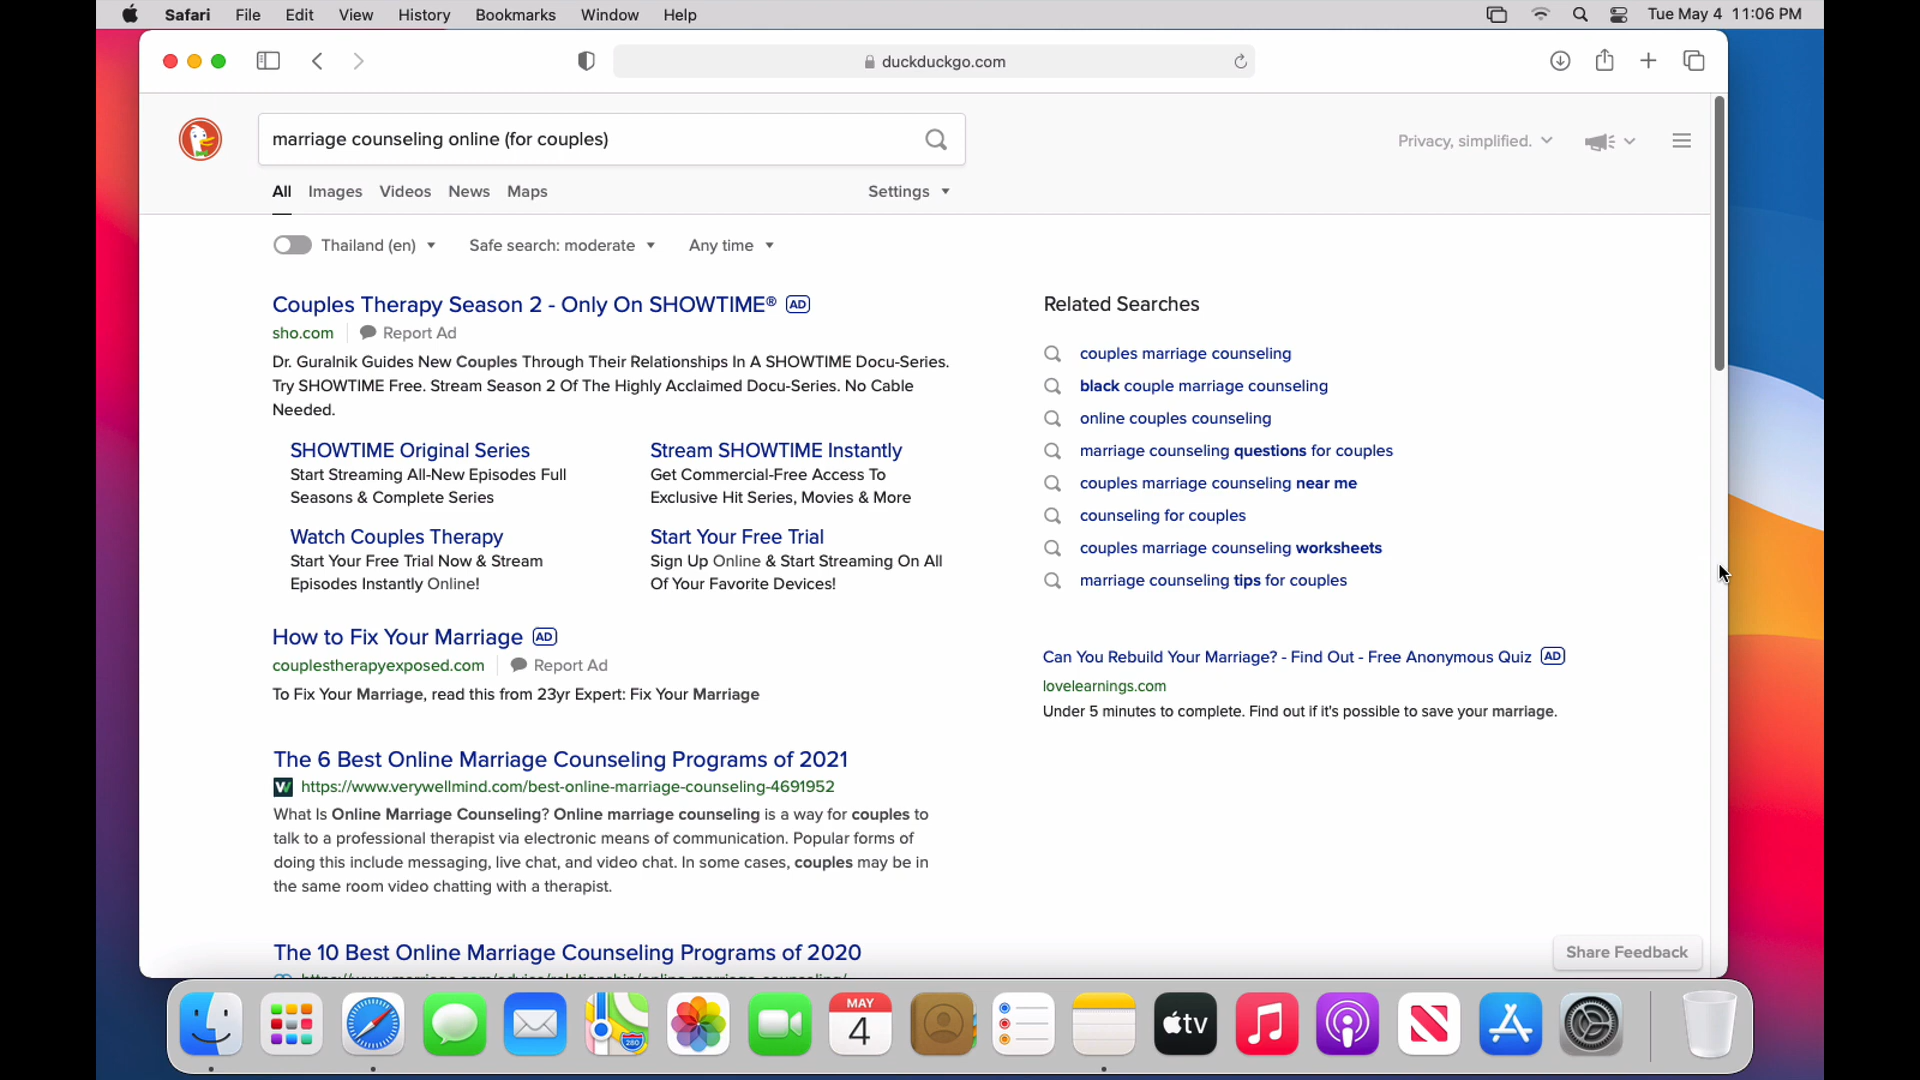 Safari File Edit View History Bookmarks Window Help Tue May 4 11:06 PM
duckduckgo.com
marriage counseling online (for couples)
Privacy, simplified.
All Images Videos News Maps Settings
Thailand (en) Safe search: moderate Any time
Couples Therapy Season 2 - Only On SHOWTIME® AD
sho.com Report Ad
Dr. Guralnik Guides New Couples Through Their Relationships In A SHOWTIME Docu-Series.
Try SHOWTIME Free. Stream Season 2 Of The Highly Acclaimed Docu-Series. No Cable
Needed.
SHOWTIME Original Series
Start Streaming All-New Episodes Full
Seasons & Complete Series
Stream SHOWTIME Instantly
Get Commercial-Free Access To
Exclusive Hit Series, Movies & More
Watch Couples Therapy
Start Your Free Trial Now & Stream
Episodes Instantly Online!
Start Your Free Trial
Sign Up Online & Start Streaming On All
Of Your Favorite Devices!
How to Fix Your Marriage AD
couplestherapyexposed.com Report Ad
To Fix Your Marriage, read this from 23yr Expert: Fix Your Marriage
The 6 Best Online Marriage Counseling Programs of 2021
https://www.verywellmind.com/best-online-marriage-counseling-4691952
What Is Online Marriage Counseling? Online marriage counseling is a way for couples to
talk to a professional therapist via electronic means of communication. Popular forms of
doing this include messaging, live chat, and video chat. In some cases, couples may be in
the same room video chatting with a therapist.
The 10 Best Online Marriage Counseling Programs of 2020
Related Searches
couples marriage counseling
black couple marriage counseling
online couples counseling
marriage counseling questions for couples
couples marriage counseling near me
counseling for couples
couples marriage counseling worksheets
marriage counseling tips for couples
Can You Rebuild Your Marriage? - Find Out - Free Anonymous Quiz AD
lovelearnings.com
Under 5 minutes to complete. Find out if it's possible to save your marriage.
Share Feedback
280
MAY
4
tv